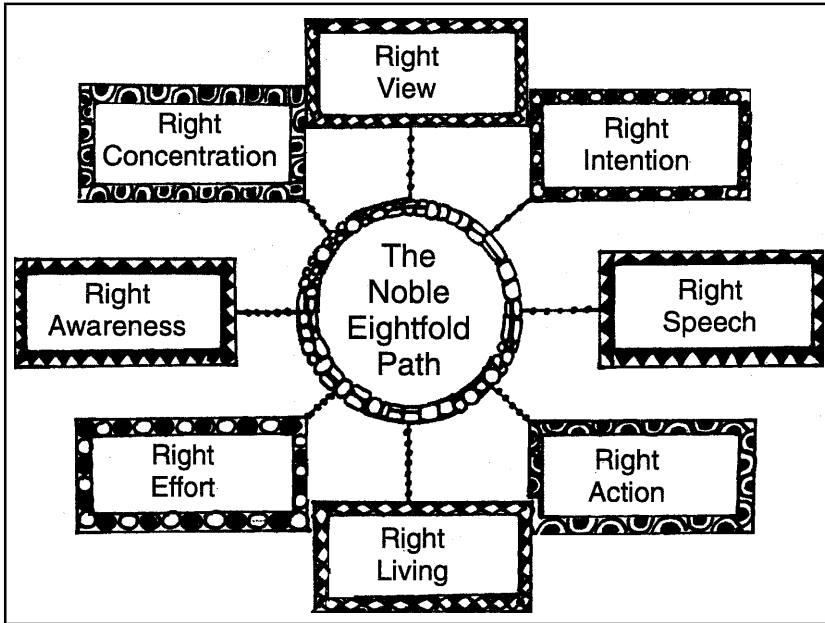 The
Noble
Eightfold
Path
Right
View
Right
Intention
Right
Speech
Right
Action
Right
Living
Right
Effort
Right
Awareness
Right
Concentration